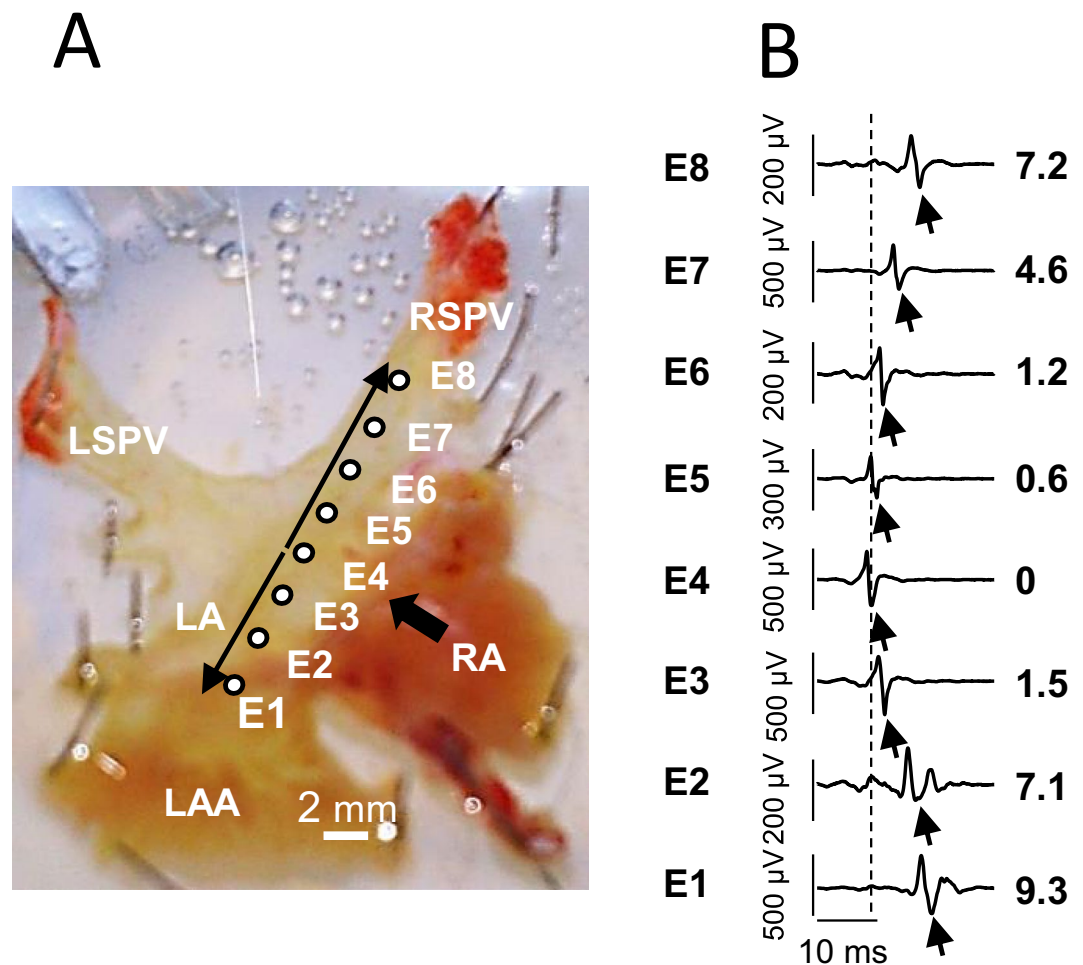 A
RSPV
E8
LSPV
E7
E6
E5
E4
LA
E3
RA
E2
E1
LAA
2 mm
B
E8 200 µV 7.2
E7 500 µV 4.6
E6 200 µV 1.2
E5 300 µV 0.6
E4 500 µV 0
E3 500 µV 1.5
E2 200 µV 7.1
E1 500 µV 9.3
10 ms